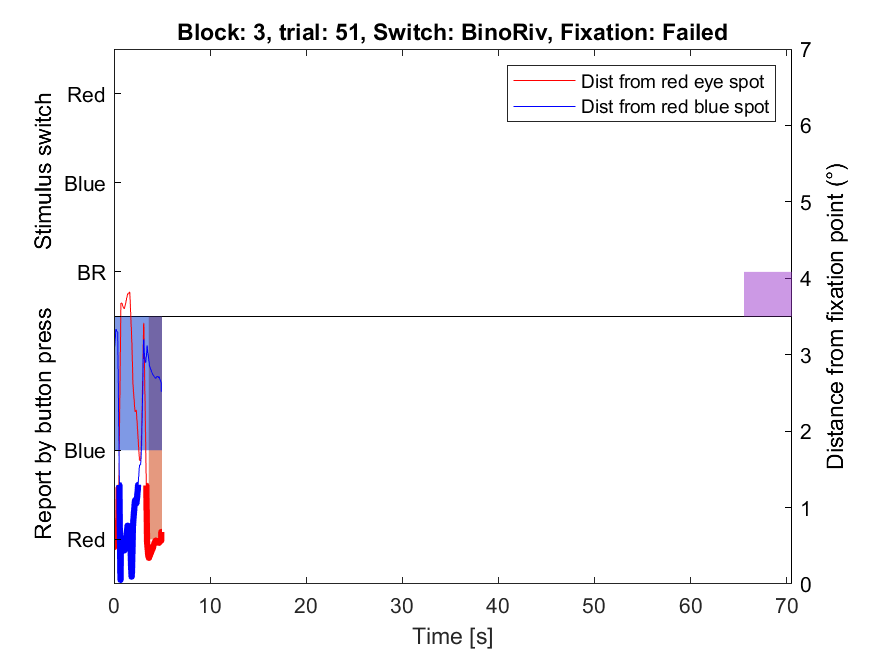 Block: 3, trial: 51, Switch: BinoRiv, Fixation: Failed
Dist from red eye spot
Dist from red blue spot
Stimulus switch
Red
Blue
BR
Report by button press
Blue
Red
7
6
5
4
3
2
1
0
Distance from fixation point (°)
0 10 20 30 40 50 60 70
Time [s]